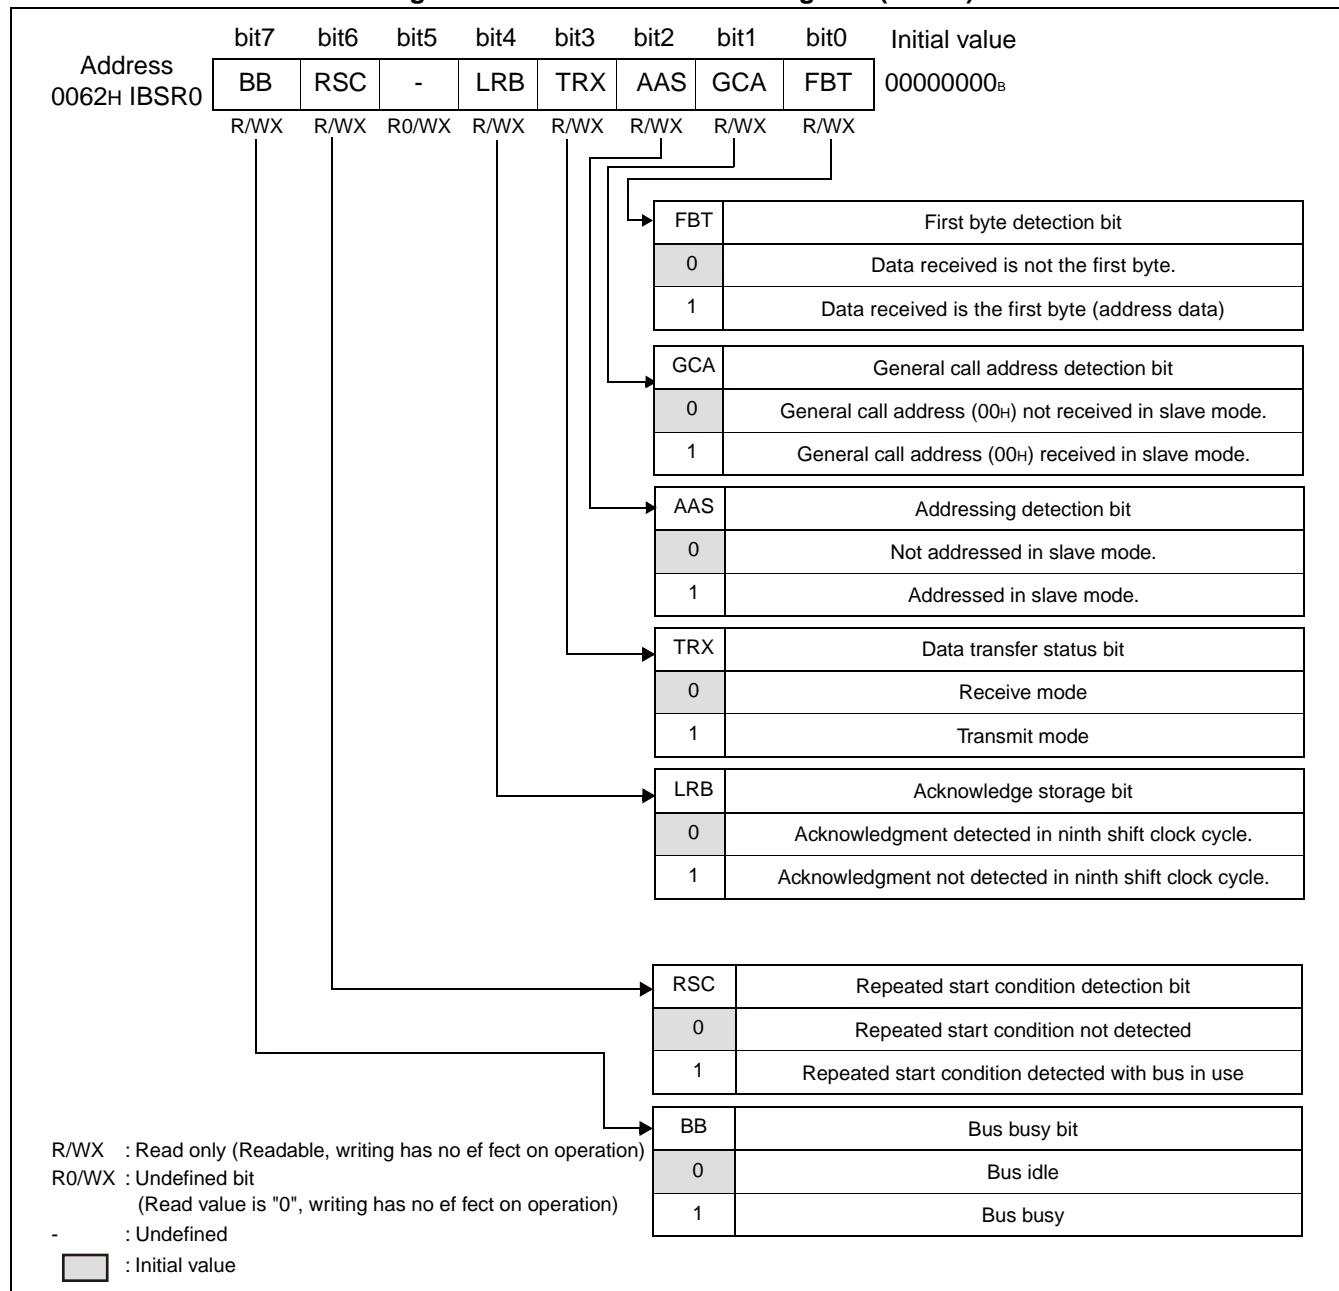 bit7 bit6 bit5 bit4 bit3 bit2 bit1 bit0 Initial value
Address
0062H IBSR0 BB RSC - LRB TRX AAS GCA FBT 00000000B
R/WX R/WX R0/WX R/WX R/WX R/WX R/WX R/WX
FBT First byte detection bit
0 Data received is not the first byte.
1 Data received is the first byte (address data)
GCA General call address detection bit
0 General call address (00H) not received in slave mode.
1 General call address (00H) received in slave mode.
AAS Addressing detection bit
0 Not addressed in slave mode.
1 Addressed in slave mode.
TRX Data transfer status bit
0 Receive mode
1 Transmit mode
LRB Acknowledge storage bit
0 Acknowledgment detected in ninth shift clock cycle.
1 Acknowledgment not detected in ninth shift clock cycle.
RSC Repeated start condition detection bit
0 Repeated start condition not detected
1 Repeated start condition detected with bus in use
BB Bus busy bit
0 Bus idle
1 Bus busy
R/WX : Read only (Readable, writing has no ef fect on operation)
R0/WX : Undefined bit
(Read value is "0", writing has no ef fect on operation)
- : Undefined
: Initial value